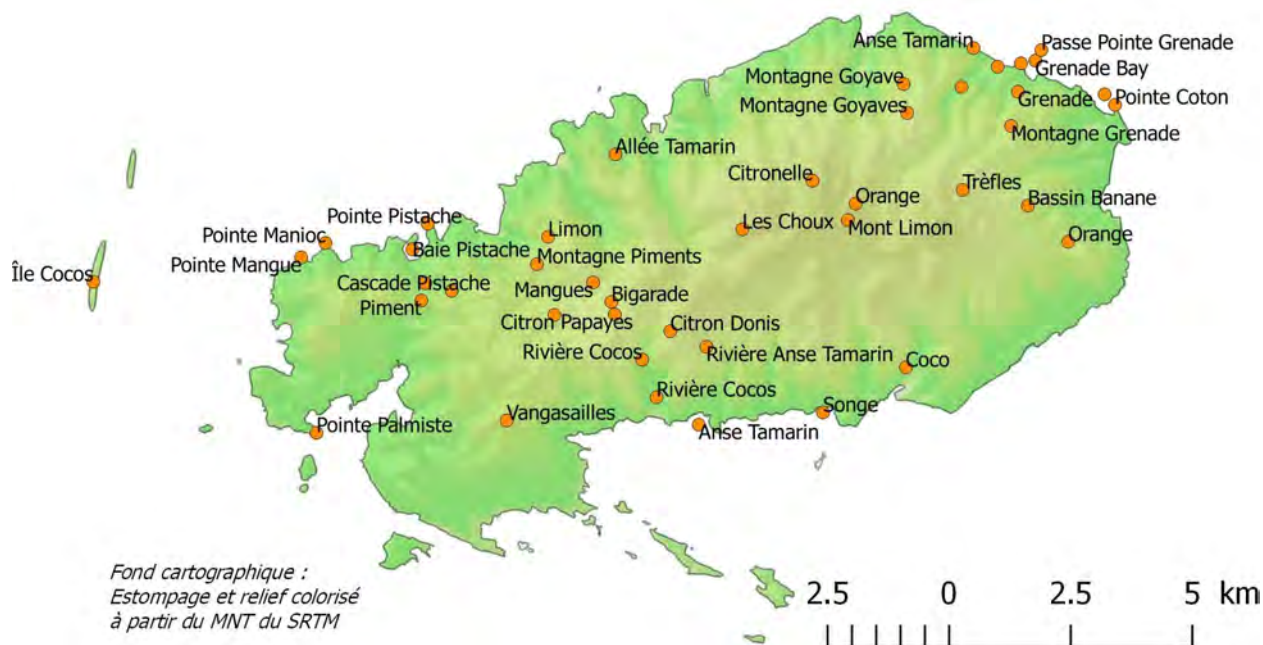 Anse Tamarin
Passe Pointe Grenade
Grenade Bay
Montagne Goyave
Grenade
Pointe Coton
Montagne Goyaves
Montagne Grenade
Allée Tamarin
Citronelle
Trèfles
Orange
Bassin Banane
Pointe Pistache
Limon
Les Choux
Mont Limon
Orange
Pointe Manioc
Baie Pistache
Pointe Mangue
Montagne Piments
Île Cocos
Cascade Pistache
Mangues
Bigarade
Piment
Citron Papayes
Citron Donis
Rivière Cocos
Rivière Anse Tamarin
Coco
Rivière Cocos
Songe
Vangasailles
Pointe Palmiste
Anse Tamarin
Fond cartographique :
Estompage et relief colorisé
à partir du MNT du SRTM
2.5 0 2.5 5 km